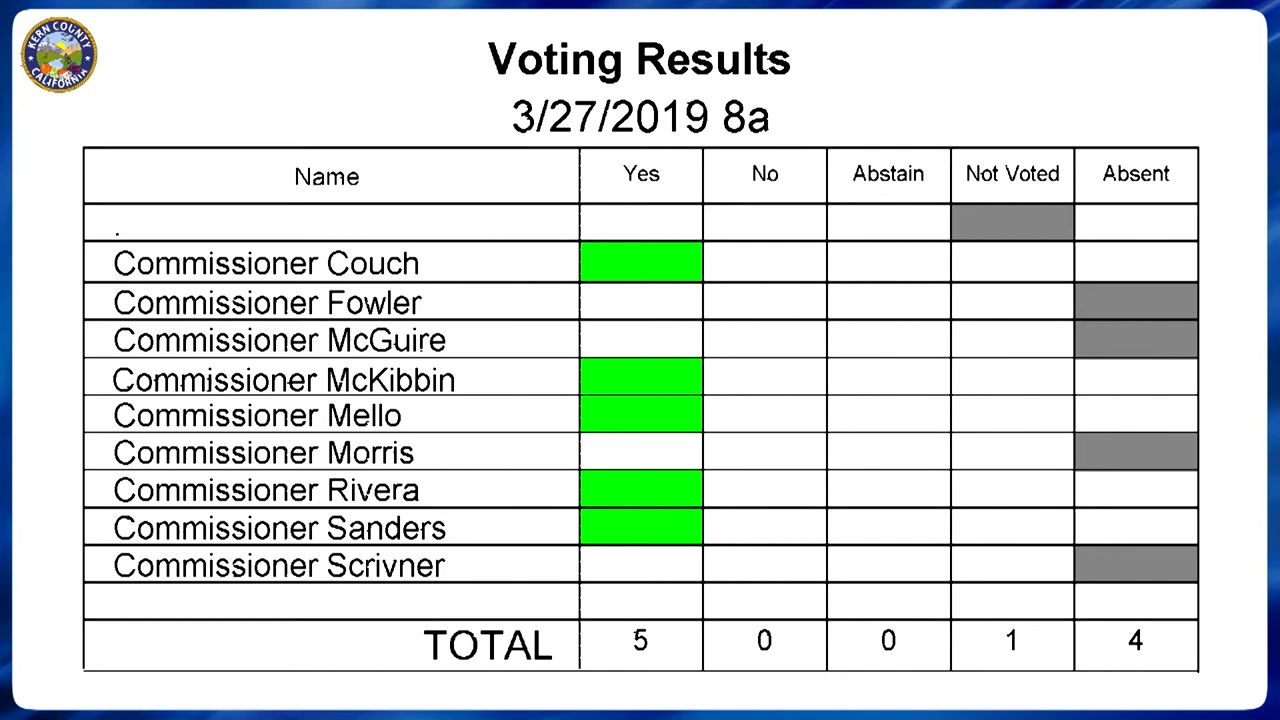 KERN COUNTY
CALIFORNIA
Voting Results
3/27/2019 8a
Name Yes No Abstain Not Voted Absent
.
Commissioner Couch
Commissioner Fowler
Commissioner McGuire
Commissioner McKibbin
Commissioner Mello
Commissioner Morris
Commissioner Rivera
Commissioner Sanders
Commissioner Scrivner
TOTAL 5 0 0 1 4